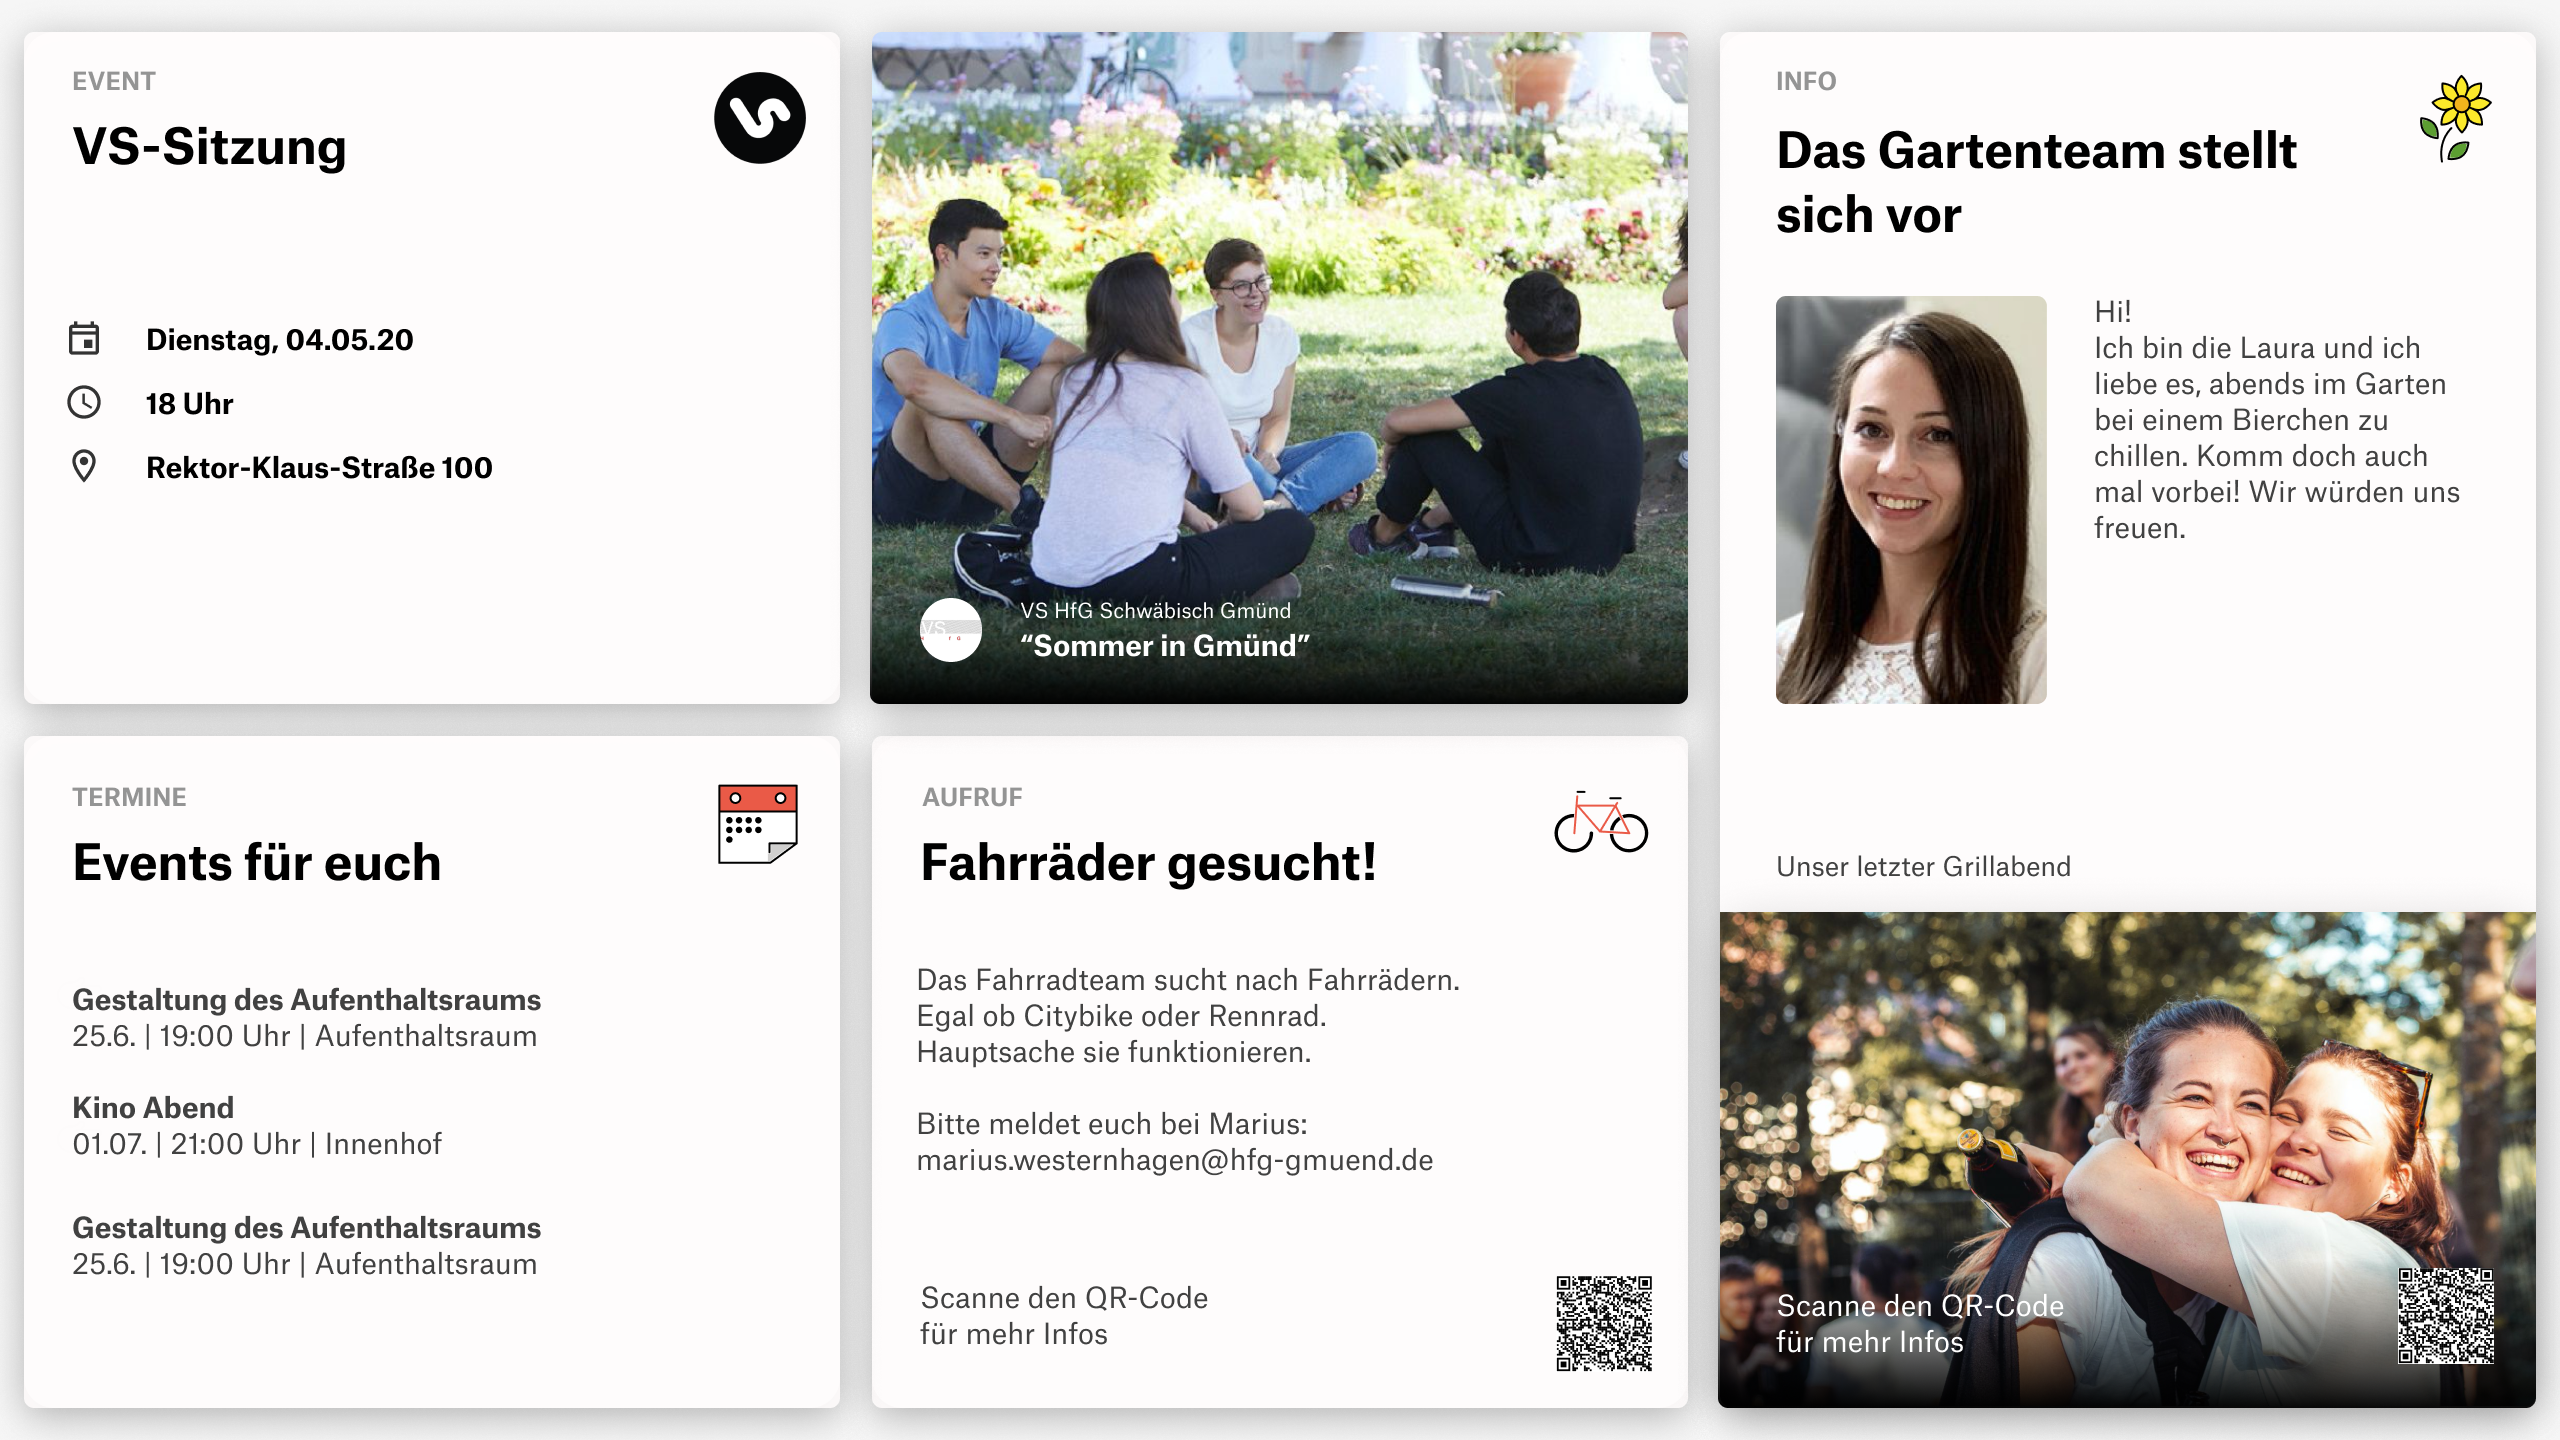 EVENT
VS-Sitzung
Dienstag, 04.05.20
18 Uhr
Rektor-Klaus-Straße 100
VS HfG Schwäbisch Gmünd
“Sommer in Gmünd”
INFO
Das Gartenteam stellt
sich vor
Hi!
Ich bin die Laura und ich
liebe es, abends im Garten
bei einem Bierchen zu
chillen. Komm doch auch
mal vorbei! Wir würden uns
freuen.
Unser letzter Grillabend
Scanne den QR-Code
für mehr Infos
TERMINE
Events für euch
Gestaltung des Aufenthaltsraums
25.6. | 19:00 Uhr | Aufenthaltsraum
Kino Abend
01.07. | 21:00 Uhr | Innenhof
Gestaltung des Aufenthaltsraums
25.6. | 19:00 Uhr | Aufenthaltsraum
AUFRUF
Fahrräder gesucht!
Das Fahrradteam sucht nach Fahrrädern.
Egal ob Citybike oder Rennrad.
Hauptsache sie funktionieren.
Bitte meldet euch bei Marius:
marius.westernhagen@hfg-gmuend.de
Scanne den QR-Code
für mehr Infos